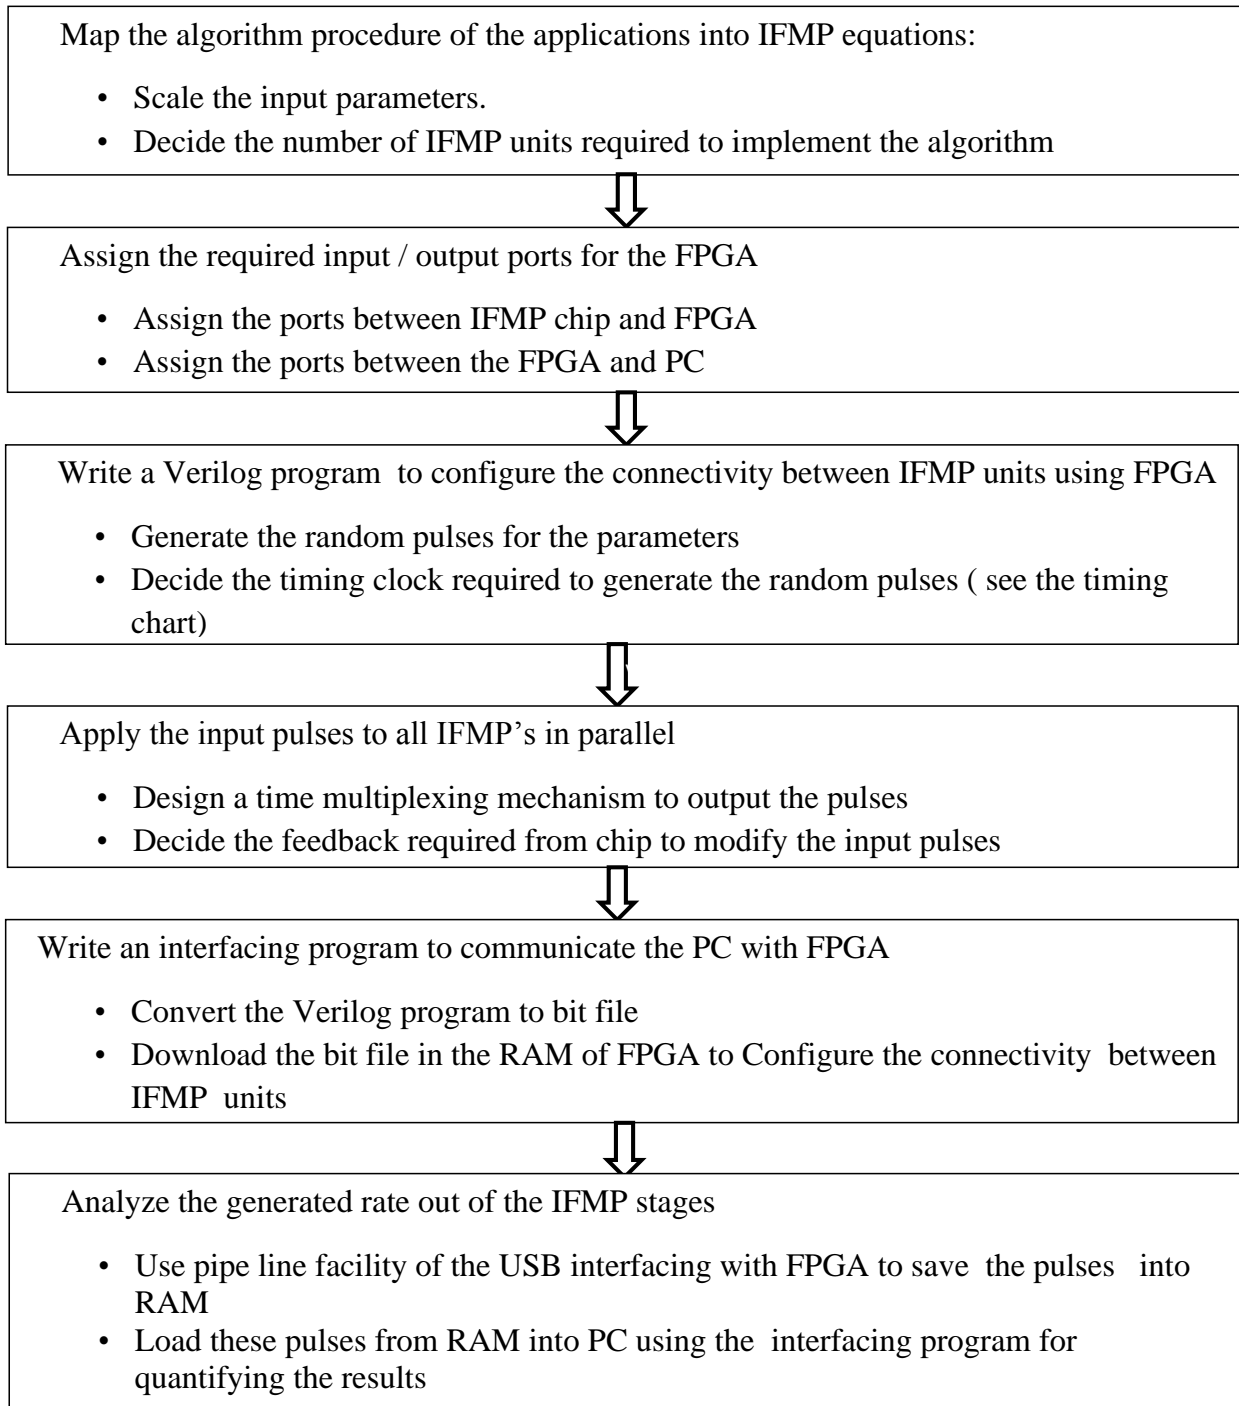 Map the algorithm procedure of the applications into IFMP equations:
• Scale the input parameters.
• Decide the number of IFMP units required to implement the algorithm
Assign the required input / output ports for the FPGA
• Assign the ports between IFMP chip and FPGA
• Assign the ports between the FPGA and PC
Write a Verilog program to configure the connectivity between IFMP units using FPGA
• Generate the random pulses for the parameters
• Decide the timing clock required to generate the random pulses ( see the timing
chart)
Apply the input pulses to all IFMP’s in parallel
• Design a time multiplexing mechanism to output the pulses
• Decide the feedback required from chip to modify the input pulses
Write an interfacing program to communicate the PC with FPGA
• Convert the Verilog program to bit file
• Download the bit file in the RAM of FPGA to Configure the connectivity between
IFMP units
Analyze the generated rate out of the IFMP stages
• Use pipe line facility of the USB interfacing with FPGA to save the pulses into
RAM
• Load these pulses from RAM into PC using the interfacing program for
quantifying the results